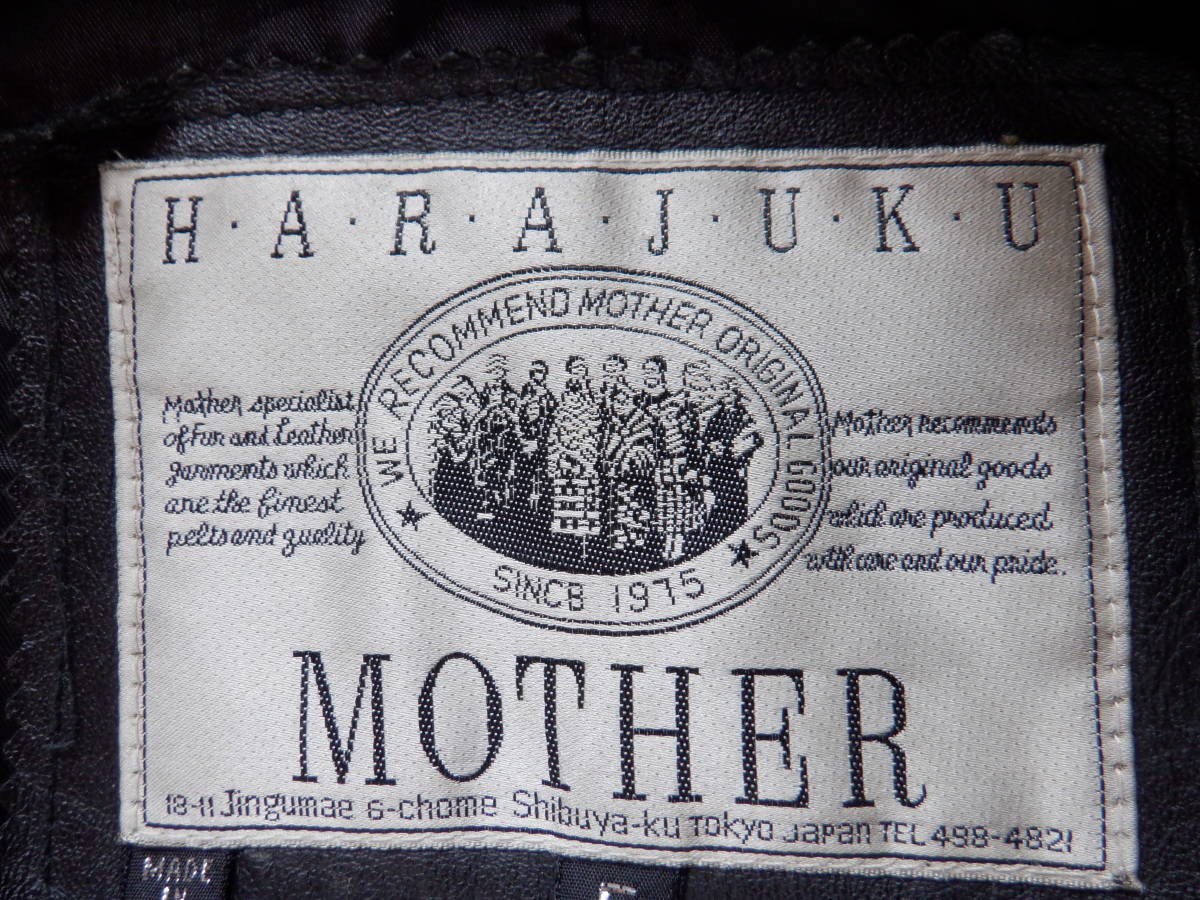 H·A·R·A·J·U·K·U
WE RECOMMEND MOTHER ORIGINAL GOODS
Mother specialist
of Fur and Leather
garments which
are the finest
pelts and quality
Mother recommends
our original goods
which are produced
with care and our pride.
★ SINCE 1975 ★
MOTHER
18-11 Jingumae 6-chome Shibuya-ku Tokyo Japan TEL 498-4821
MADE
IN